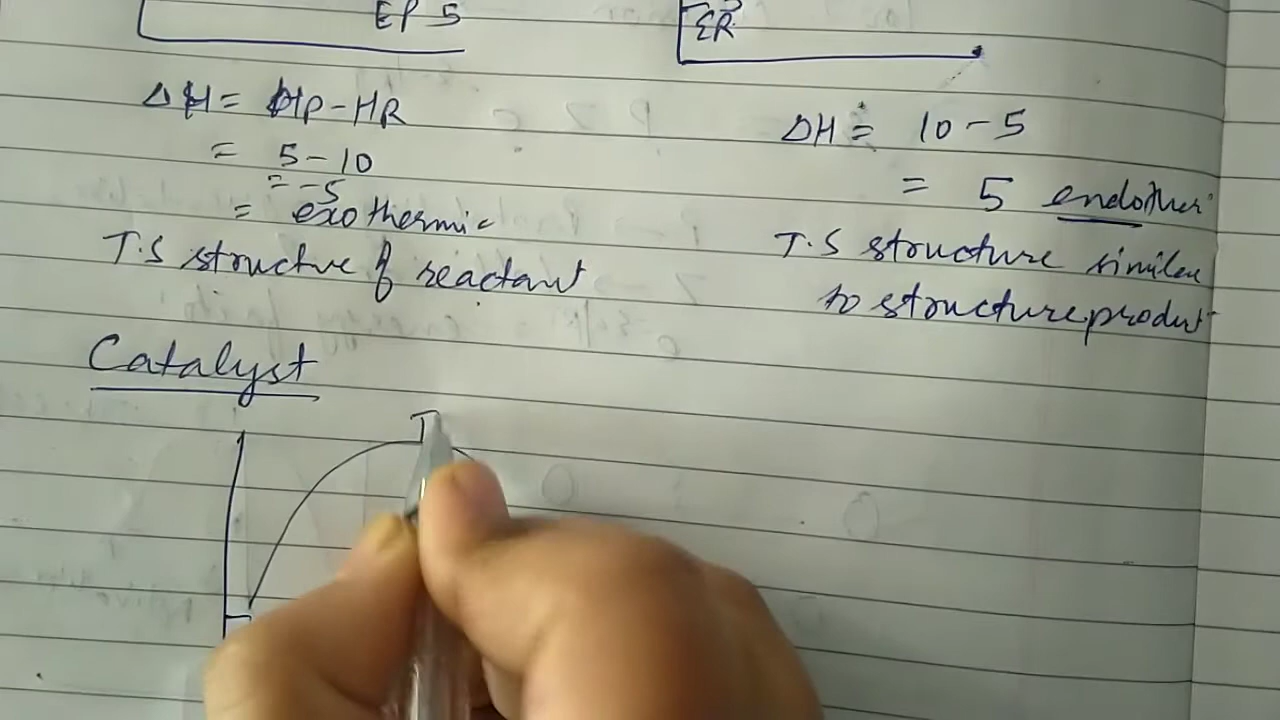 EP 5
ER
ΔH = HP-HR
= 5-10
= -5
= exothermic
T.S structure of reactant
ΔH = 10-5
= 5 endother
T.S structure similar
to structure product
Catalyst
T